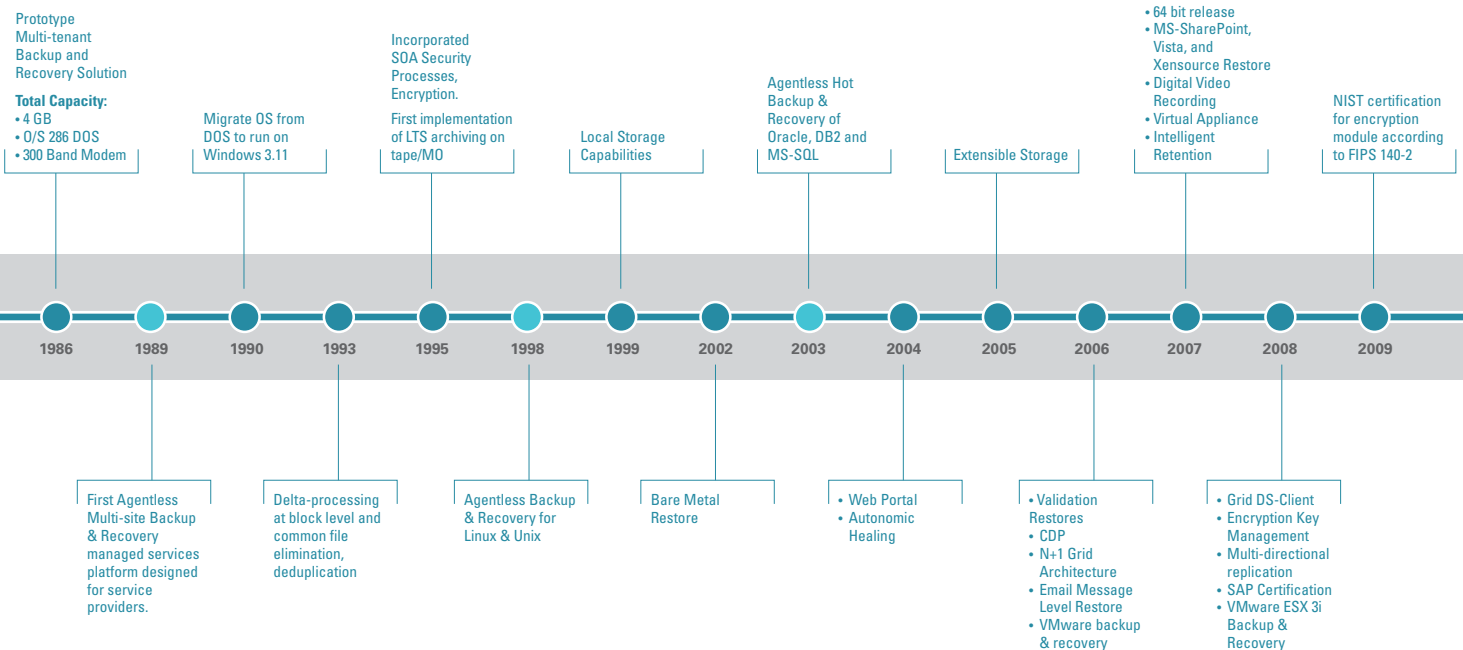 Prototype
Multi-tenant
Backup and
Recovery Solution
Total Capacity:
• 4 GB
• O/S 286 DOS
• 300 Band Modem
Migrate OS from
DOS to run on
Windows 3.11
Incorporated
SOA Security
Processes,
Encryption.
First implementation
of LTS archiving on
tape/MO
Local Storage
Capabilities
Agentless Hot
Backup &
Recovery of
Oracle, DB2 and
MS-SQL
Extensible Storage
• 64 bit release
• MS-SharePoint,
Vista, and
Xensource Restore
• Digital Video
Recording
• Virtual Appliance
• Intelligent
Retention
NIST certification
for encryption
module according
to FIPS 140-2
1986 1989 1990 1993 1995 1998 1999 2002 2003 2004 2005 2006 2007 2008 2009
First Agentless
Multi-site Backup
& Recovery
managed services
platform designed
for service
providers.
Delta-processing
at block level and
common file
elimination,
deduplication
Agentless Backup
& Recovery for
Linux & Unix
Bare Metal
Restore
• Web Portal
• Autonomic
Healing
• Validation
Restores
• CDP
• N+1 Grid
Architecture
• Email Message
Level Restore
• VMware backup
& recovery
• Grid DS-Client
• Encryption Key
Management
• Multi-directional
replication
• SAP Certification
• VMware ESX 3i
Backup &
Recovery